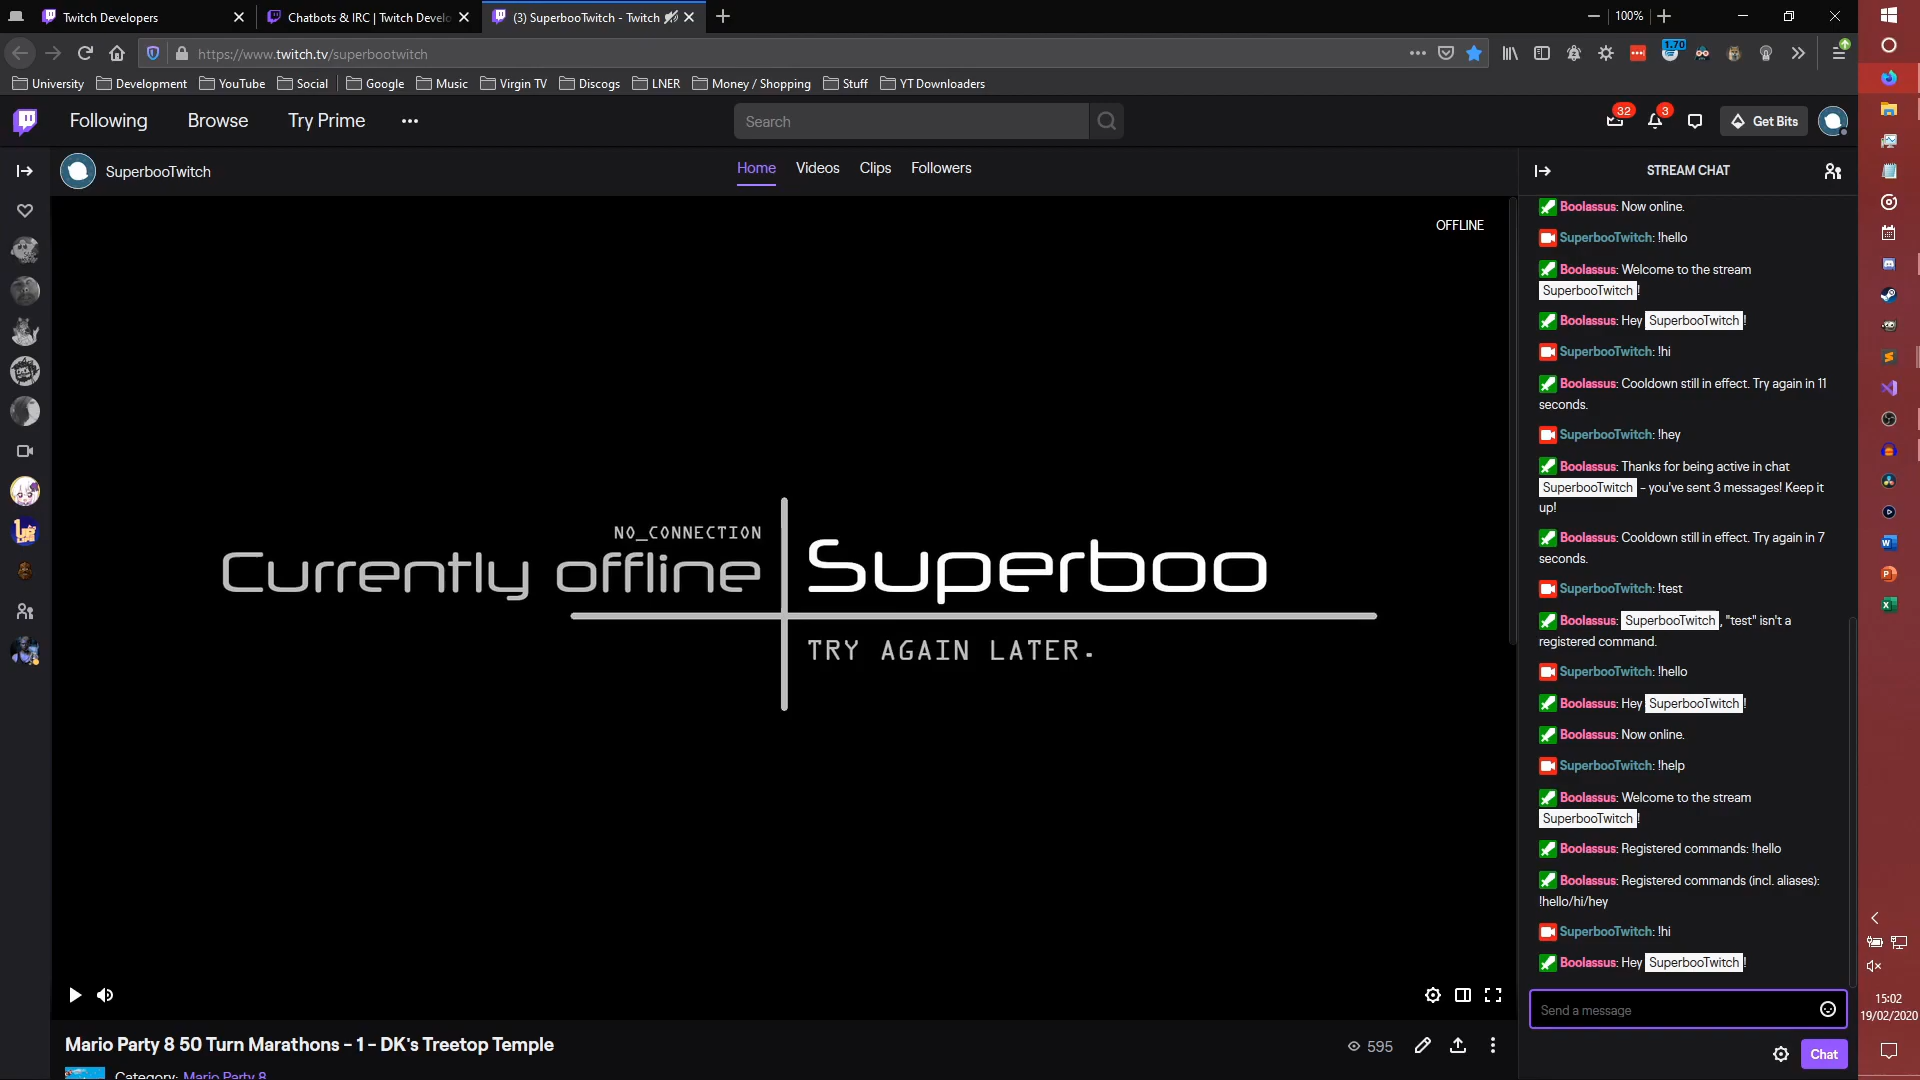 Twitch Developers
Chatbots & IRC | Twitch Develo
(3) SuperbooTwitch - Twitch
100%
https://www.twitch.tv/superbootwitch
1.70
University
Development
YouTube
Social
Google
Music
Virgin TV
Discogs
LNER
Money / Shopping
Stuff
YT Downloaders
Following
Browse
Try Prime
Search
32
3
Get Bits
SuperbooTwitch
Home
Videos
Clips
Followers
OFFLINE
NO_CONNECTION
Currently offline
Superboo
TRY AGAIN LATER.
Mario Party 8 50 Turn Marathons - 1 - DK's Treetop Temple
595
Category: Mario Party 8
STREAM CHAT
Boolassus: Now online.
SuperbooTwitch: !hello
Boolassus: Welcome to the stream
SuperbooTwitch !
Boolassus: Hey SuperbooTwitch !
SuperbooTwitch: !hi
Boolassus: Cooldown still in effect. Try again in 11
seconds.
SuperbooTwitch: !hey
Boolassus: Thanks for being active in chat
SuperbooTwitch – you've sent 3 messages! Keep it
up!
Boolassus: Cooldown still in effect. Try again in 7
seconds.
SuperbooTwitch: !test
Boolassus: SuperbooTwitch , "test" isn't a
registered command.
SuperbooTwitch: !hello
Boolassus: Hey SuperbooTwitch !
Boolassus: Now online.
SuperbooTwitch: !help
Boolassus: Welcome to the stream
SuperbooTwitch !
Boolassus: Registered commands: !hello
Boolassus: Registered commands (incl. aliases):
!hello/hi/hey
SuperbooTwitch: !hi
Boolassus: Hey SuperbooTwitch !
Send a message
Chat
15:02
19/02/2020